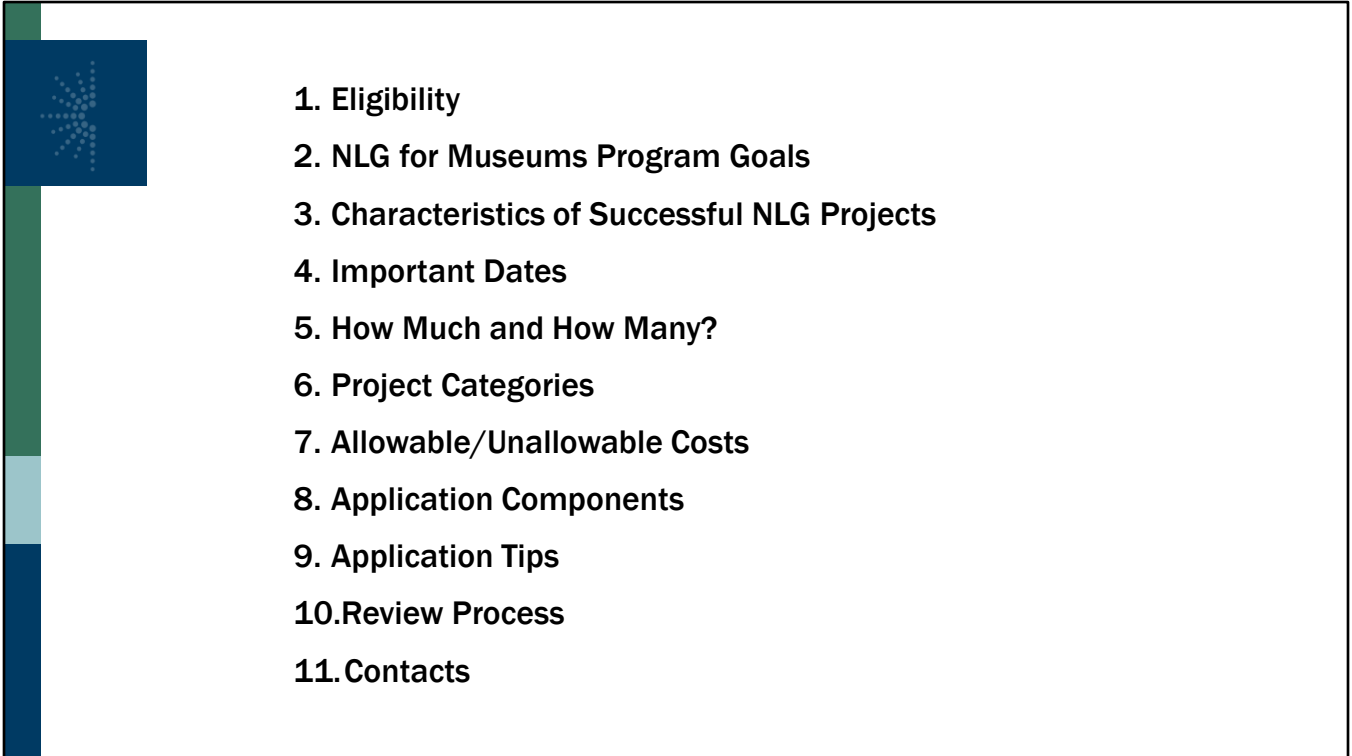 1. Eligibility
2. NLG for Museums Program Goals
3. Characteristics of Successful NLG Projects
4. Important Dates
5. How Much and How Many?
6. Project Categories
7. Allowable/Unallowable Costs
8. Application Components
9. Application Tips
10.Review Process
11.Contacts